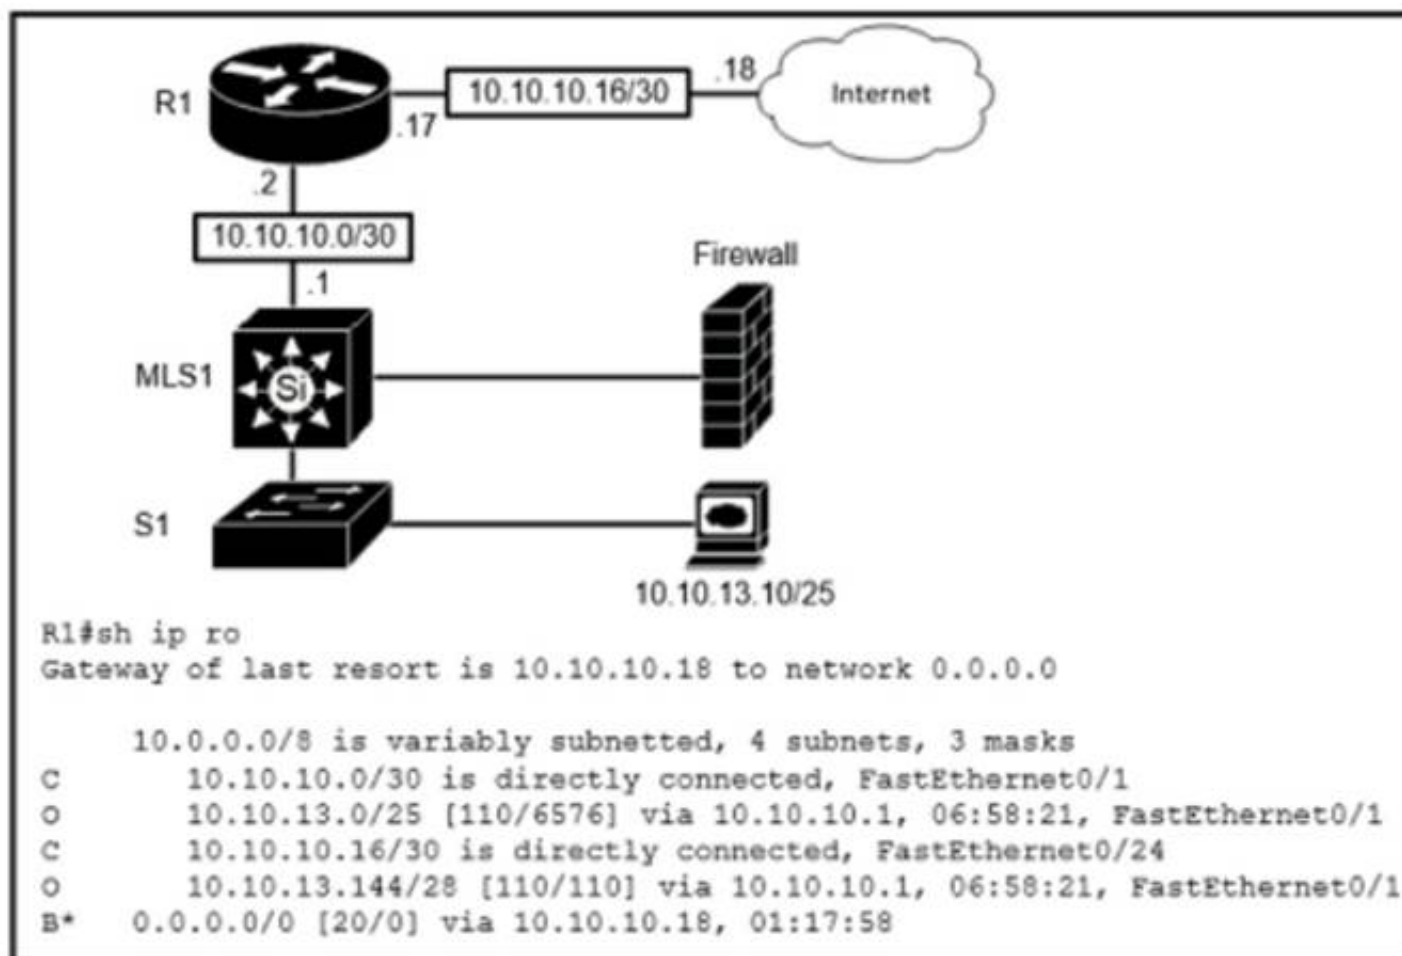 R1
10.10.10.16/30
.18
Internet
.17
.2
10.10.10.0/30
.1
Firewall
MLS1
Si
S1
10.10.13.10/25
R1#sh ip ro
Gateway of last resort is 10.10.10.18 to network 0.0.0.0
10.0.0.0/8 is variably subnetted, 4 subnets, 3 masks
C 10.10.10.0/30 is directly connected, FastEthernet0/1
O 10.10.13.0/25 [110/6576] via 10.10.10.1, 06:58:21, FastEthernet0/1
C 10.10.10.16/30 is directly connected, FastEthernet0/24
O 10.10.13.144/28 [110/110] via 10.10.10.1, 06:58:21, FastEthernet0/1
B* 0.0.0.0/0 [20/0] via 10.10.10.18, 01:17:58